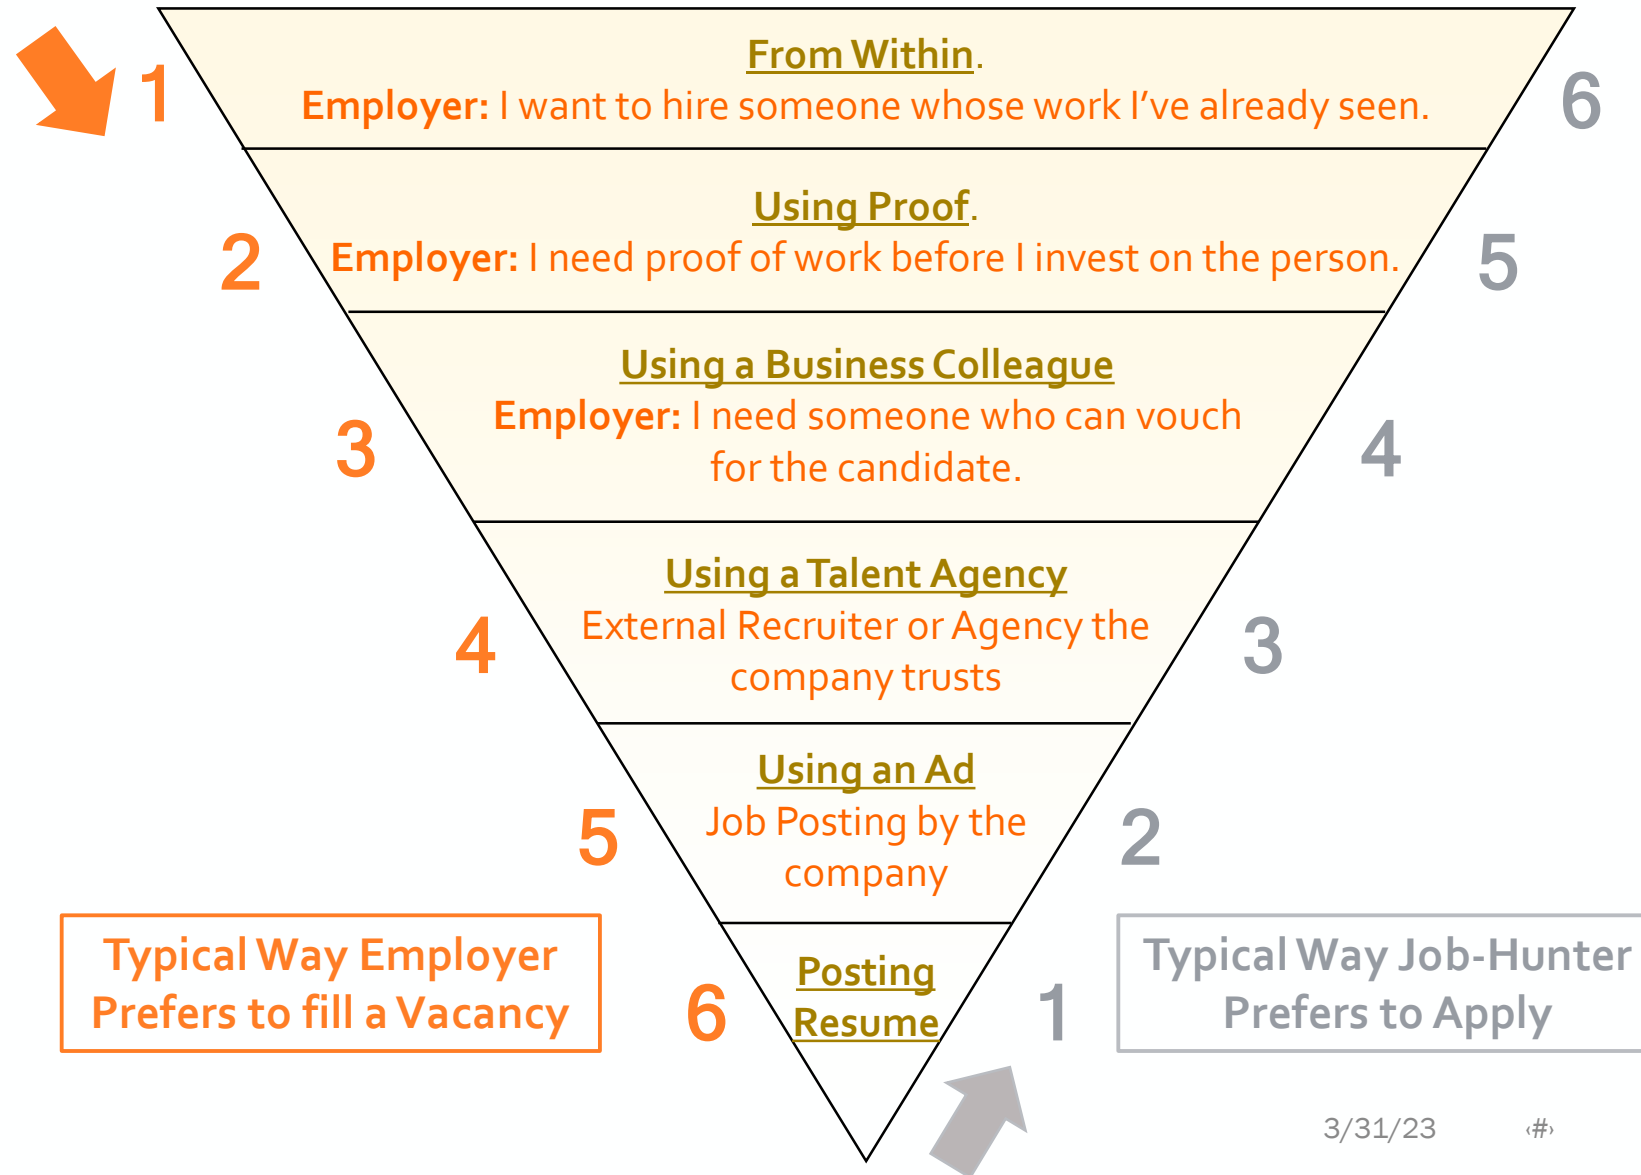 From Within.
1
Employer: I want to hire someone whose work I've already seen.
6
Using Proof.
2
Employer: I need proof of work before I invest on the person.
5
Using a Business Colleague
Employer: I need someone who can vouch
for the candidate.
3
4
Using a Talent Agency
External Recruiter or Agency the
company trusts
4
3
Using an Ad
Job Posting by the
company
5
2
Typical Way Employer
Prefers to fill a Vacancy
6
Posting
Resume
1
Typical Way Job-Hunter
Prefers to Apply
3/31/23
‹#›